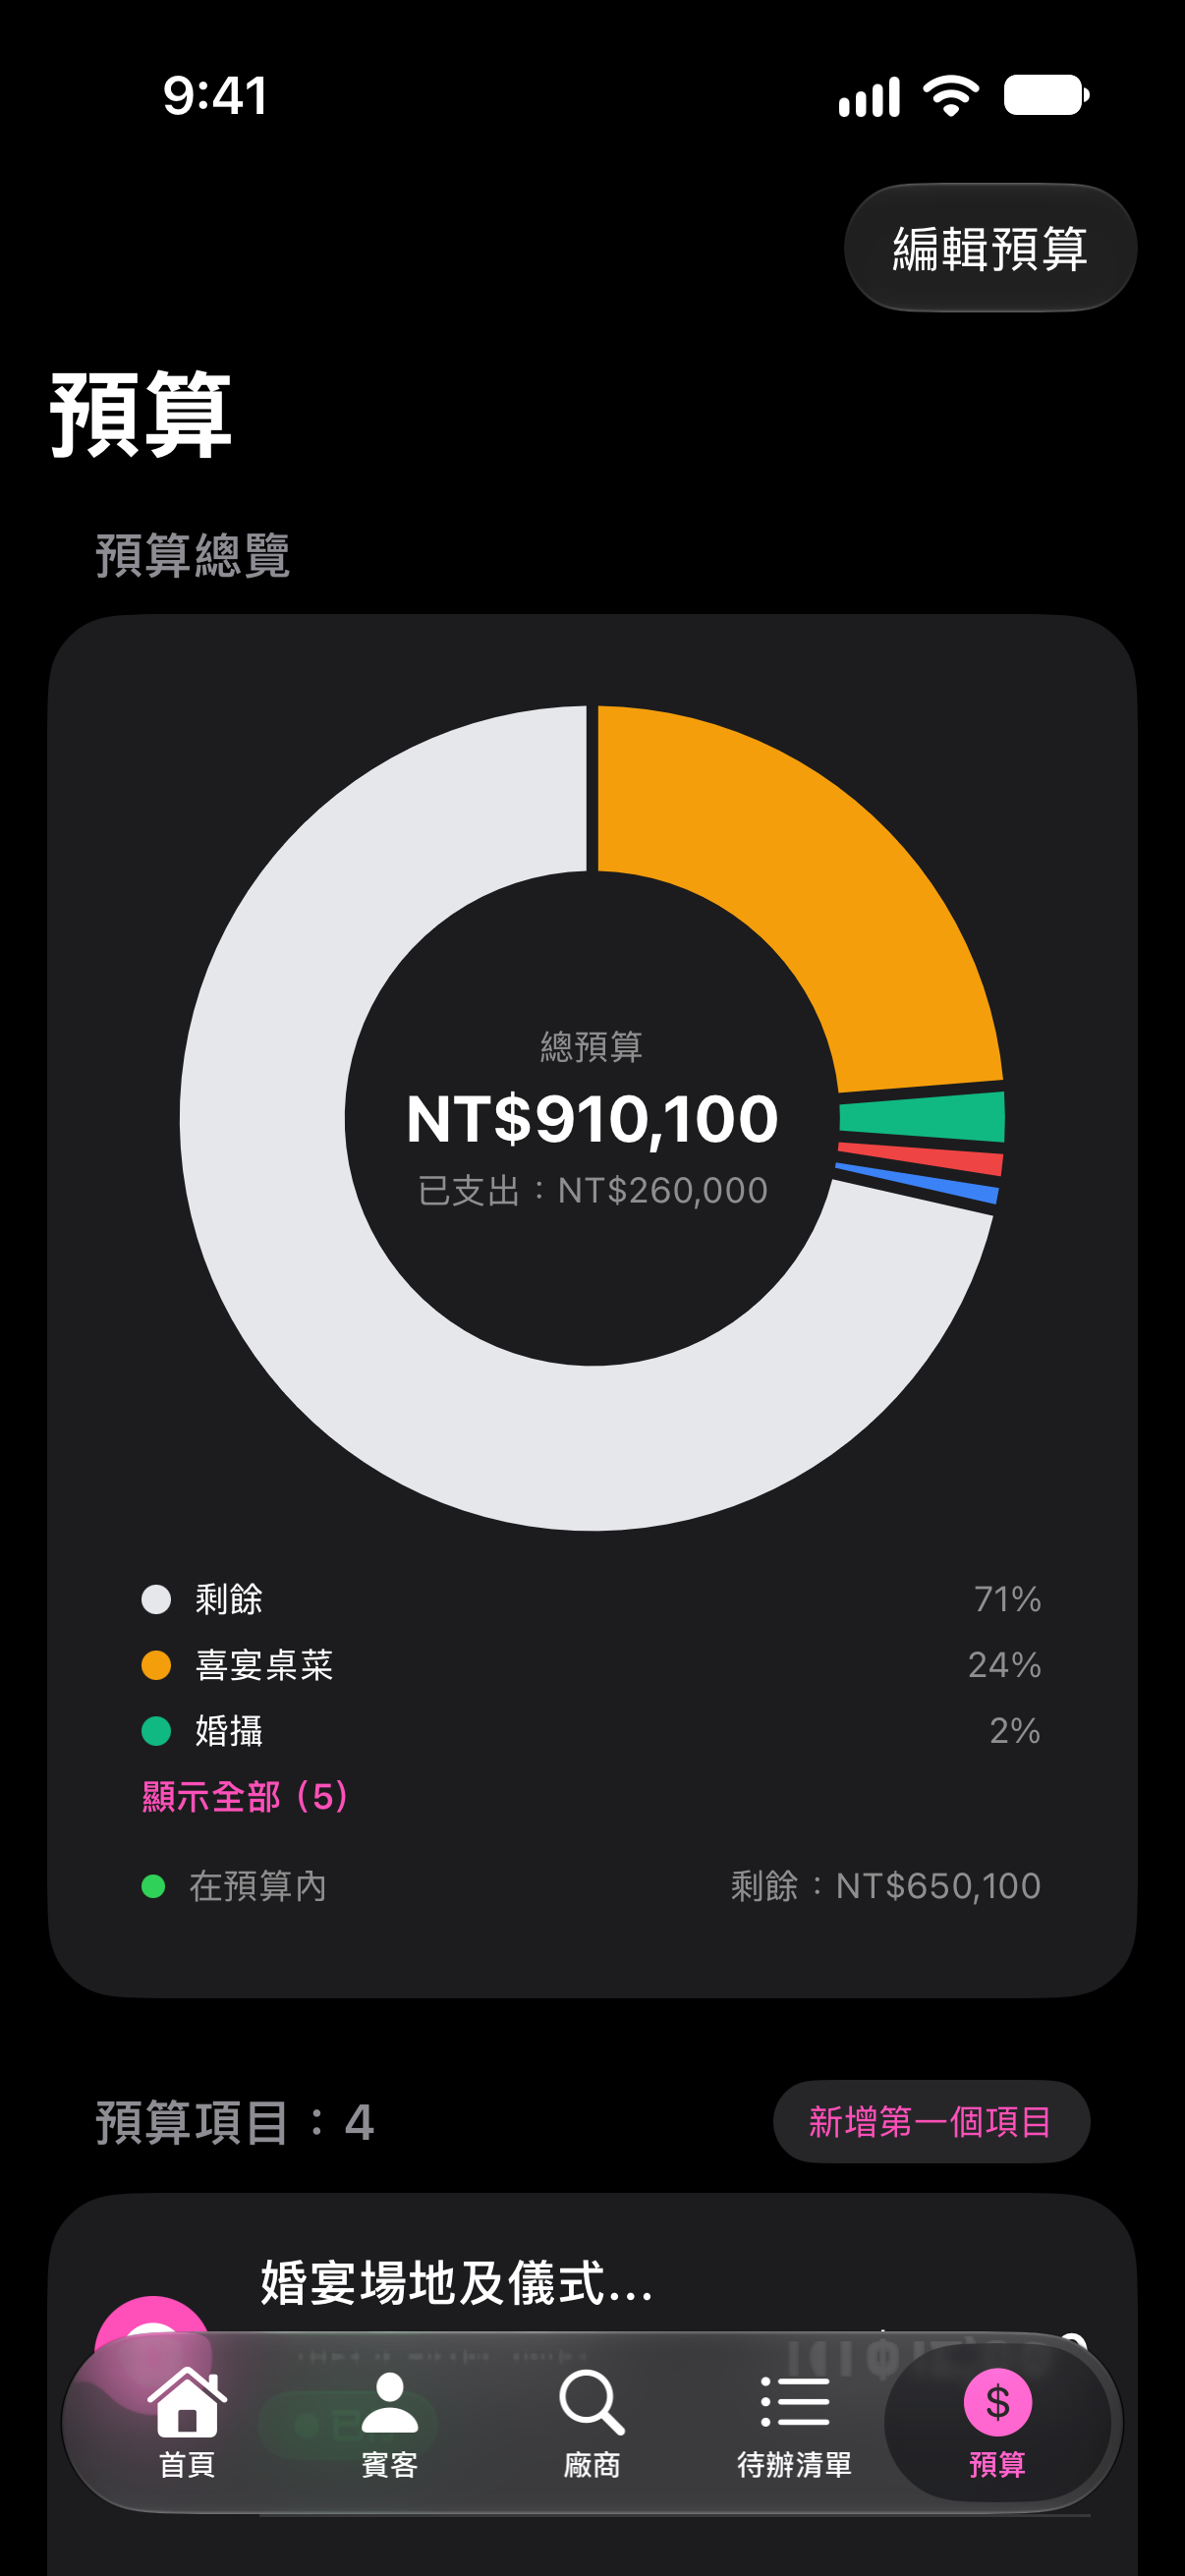 9:41
編輯預算
預算
預算總覽
總預算
NT$910,100
已支出：NT$260,000
剩餘 71%
喜宴桌菜 24%
婚攝 2%
顯示全部（5）
在預算內 剩餘：NT$650,100
預算項目：4 新增第一個項目
婚宴場地及儀式...
首頁 賓客 廠商 待辦清單 預算